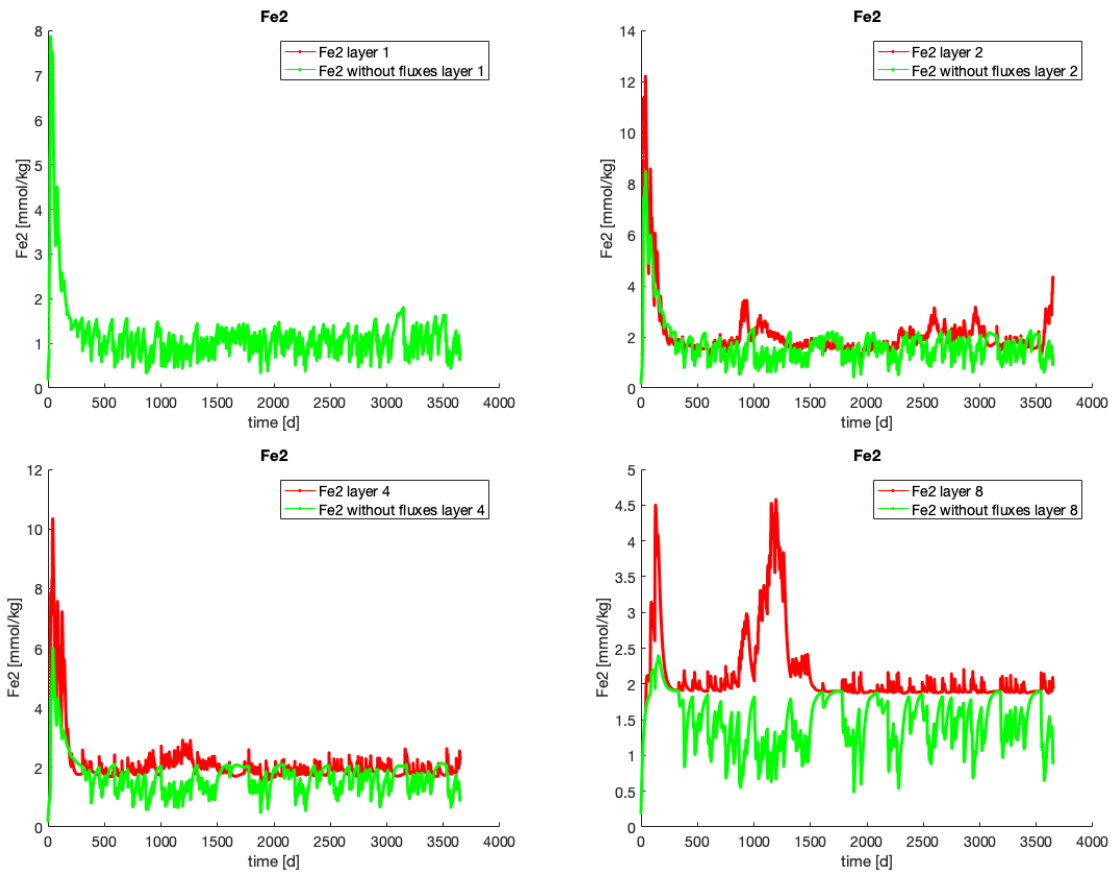 Fe2
Fe2 layer 1
Fe2 without fluxes layer 1
Fe2 [mmol/kg]
8
7
6
5
4
3
2
1
0
0 500 1000 1500 2000 2500 3000 3500 4000
time [d]
Fe2
Fe2 layer 2
Fe2 without fluxes layer 2
Fe2 [mmol/kg]
14
12
10
8
6
4
2
0
0 500 1000 1500 2000 2500 3000 3500 4000
time [d]
Fe2
Fe2 layer 4
Fe2 without fluxes layer 4
Fe2 [mmol/kg]
12
10
8
6
4
2
0
0 500 1000 1500 2000 2500 3000 3500 4000
time [d]
Fe2
Fe2 layer 8
Fe2 without fluxes layer 8
Fe2 [mmol/kg]
5
4.5
4
3.5
3
2.5
2
1.5
1
0.5
0
0 500 1000 1500 2000 2500 3000 3500 4000
time [d]